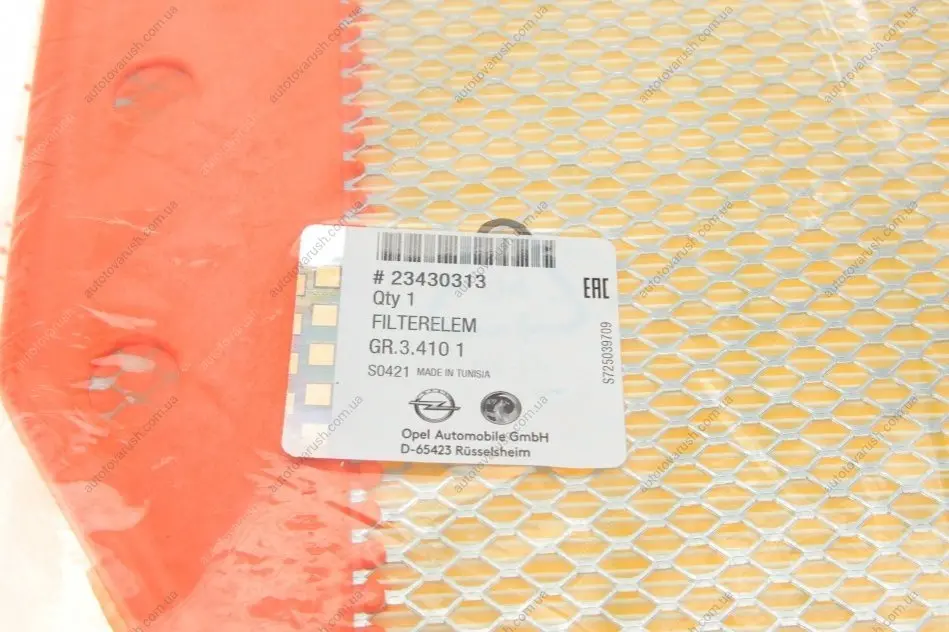 # 23430313
Qty 1
FILTERELEM
GR.3.410 1
S0421 MADE IN TUNISIA
EAC
S725039709
Opel Automobile GmbH
D-65423 Rüsselsheim
autotovarush.com.ua